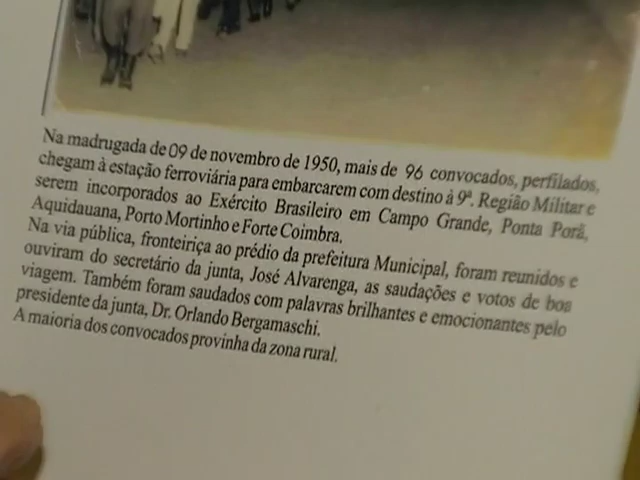 Na madrugada de 09 de novembro de 1950, mais de 96 convocados, perfilados,
chegam à estação ferroviária para embarcarem com destino à 9ª. Região Militar e
serem incorporados ao Exército Brasileiro em Campo Grande, Ponta Porã,
Aquidauana, Porto Mortinho e Forte Coimbra.
Na via pública, fronteiriça ao prédio da prefeitura Municipal, foram reunidos e
ouviram do secretário da junta, José Alvarenga, as saudações e votos de boa
viagem. Também foram saudados com palavras brilhantes e emocionantes pelo
presidente da junta, Dr. Orlando Bergamaschi.
A maioria dos convocados provinha da zona rural.